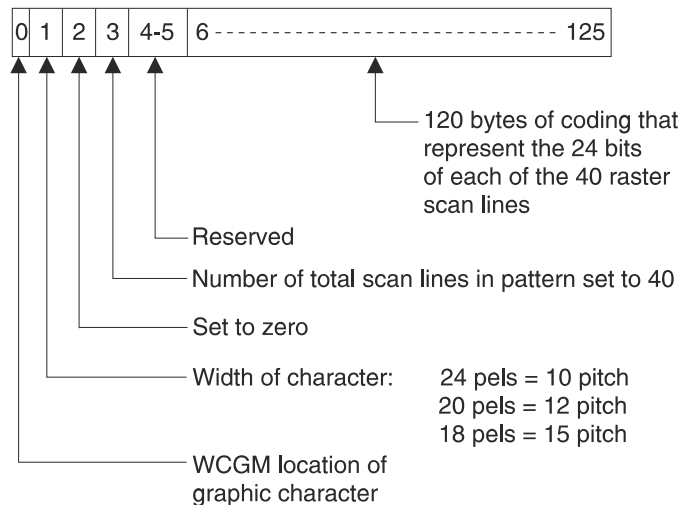 0 1 2 3 4-5 6 ------------------------------ 125
120 bytes of coding that
represent the 24 bits
of each of the 40 raster
scan lines
Reserved
Number of total scan lines in pattern set to 40
Set to zero
Width of character: 24 pels = 10 pitch
20 pels = 12 pitch
18 pels = 15 pitch
WCGM location of
graphic character